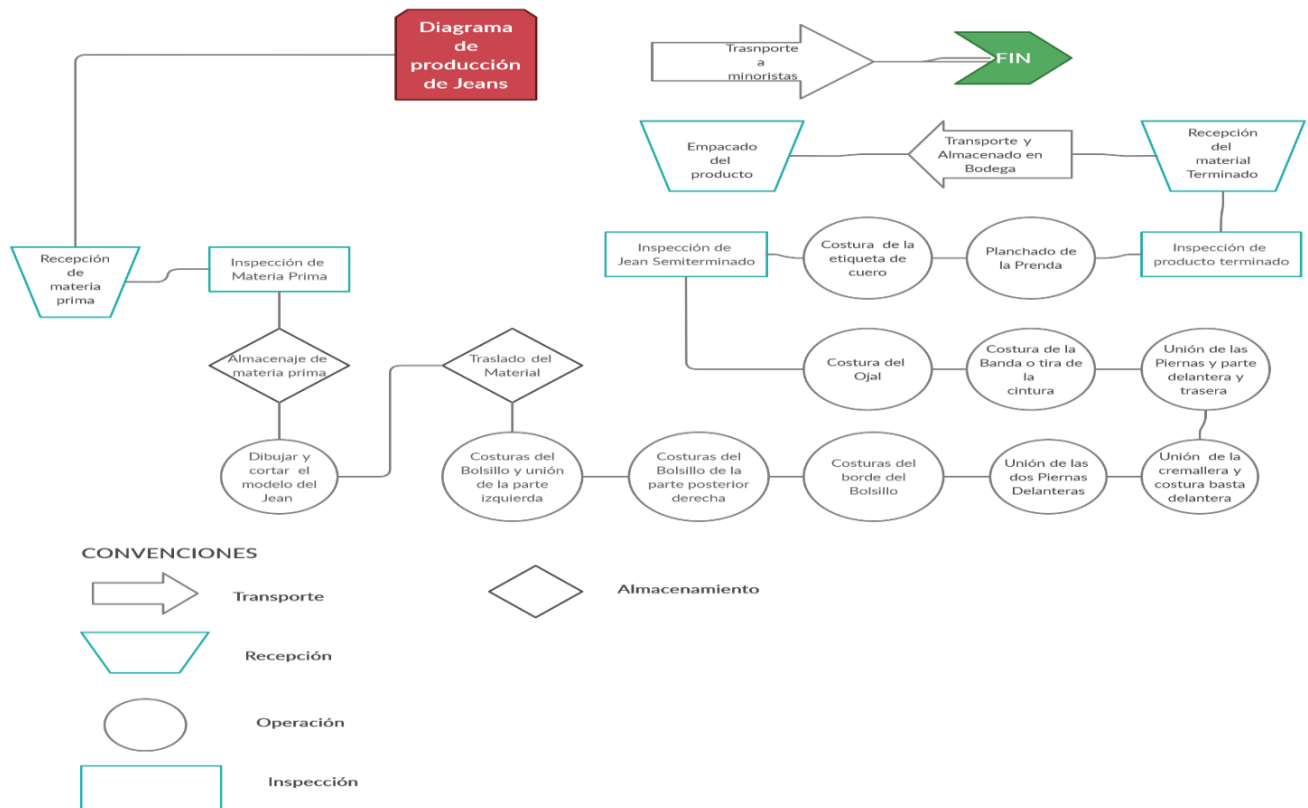 Diagrama
de
producción
de Jeans
Trasnporte
a
minoristas
FIN
Empacado
del
producto
Transporte y
Almacenado en
Bodega
Recepción
del
material
Terminado
Recepción
de
materia
prima
Inspección de
Materia Prima
Inspección de
Jean Semiterminado
Costura de la
etiqueta de
cuero
Planchado de
la Prenda
Inspección de
producto terminado
Almacenaje de
materia prima
Traslado del
Material
Costura del
Ojal
Costura de la
Banda o tira de
la
cintura
Unión de las
Piernas y parte
delantera y
trasera
Dibujar y
cortar el
modelo del
Jean
Costuras del
Bolsillo y unión
de la parte
izquierda
Costuras del
Bolsillo de la
parte posterior
derecha
Costuras del
borde del
Bolsillo
Unión de las
dos Piernas
Delanteras
Unión de la
cremallera y
costura basta
delantera
CONVENCIONES
Transporte
Almacenamiento
Recepción
Operación
Inspección